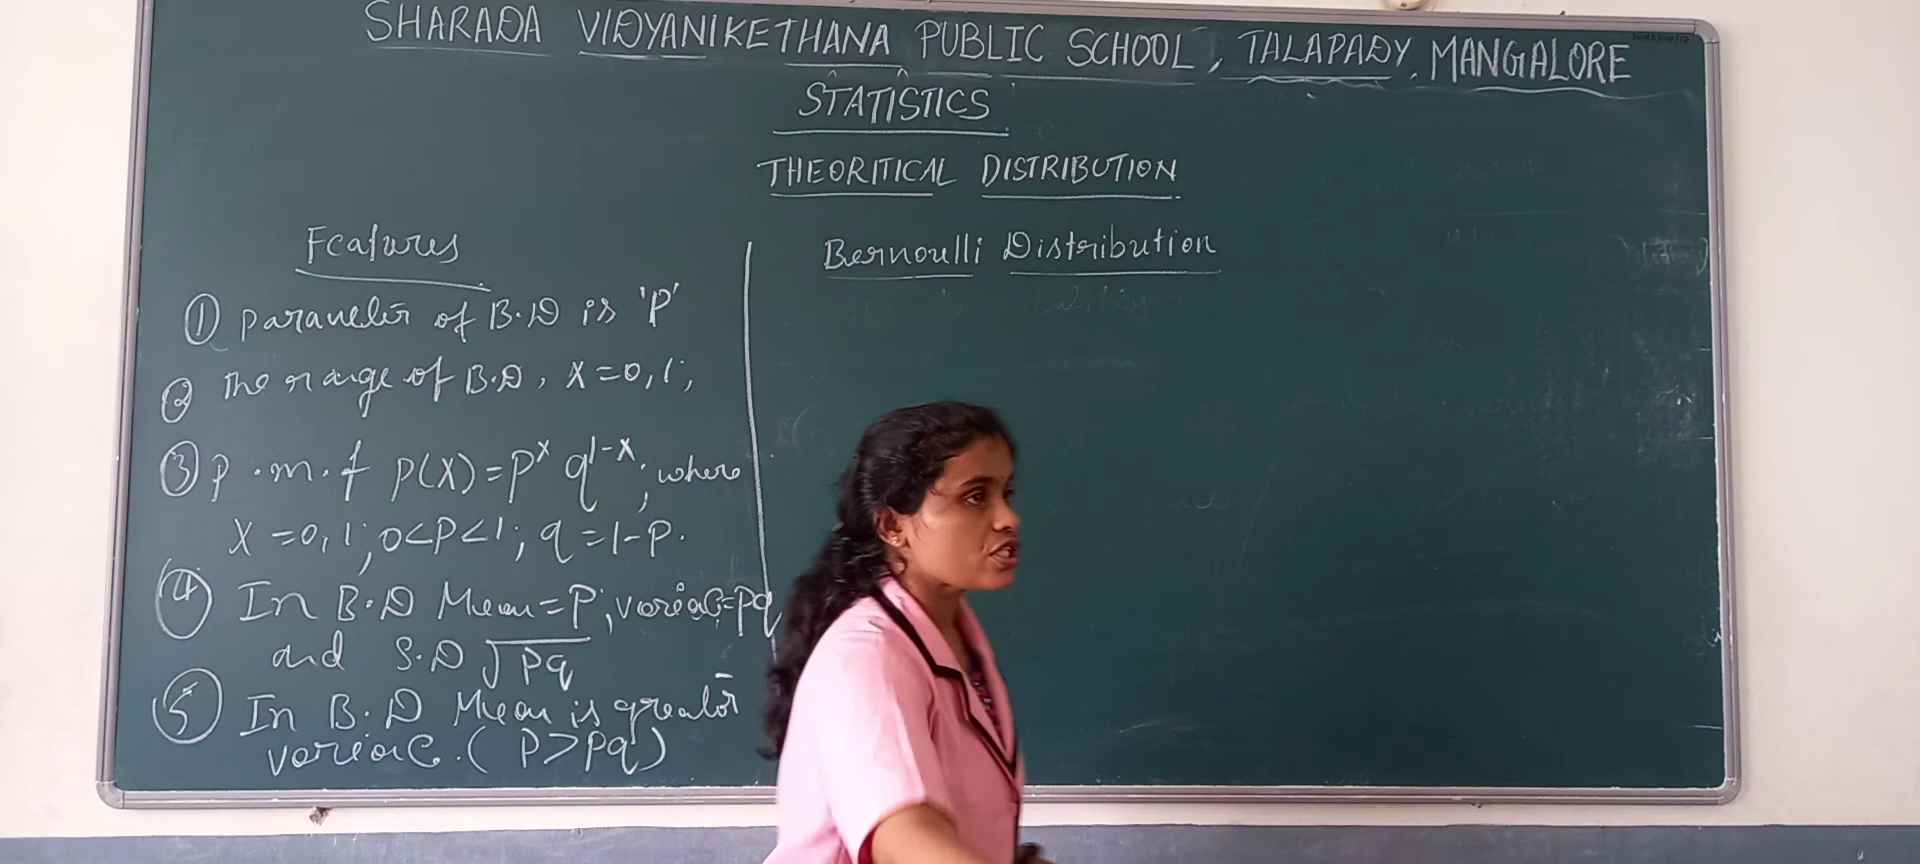 SHARADA VIDYANIKETHANA PUBLIC SCHOOL, TALAPADY, MANGALORE
STATISTICS
THEORITICAL DISTRIBUTION
Features
① Parameter of B.D is 'P'
② The range of B.D, X=0,1;
③ p.m.f P(X)=p^x q^{1-x}; where
X=0,1; 0<P<1; q=1-P.
④ In B.D Mean=P; variance=pq
and S.D √pq
⑤ In B.D Mean is greater
variance. (P>pq)
Bernoulli Distribution